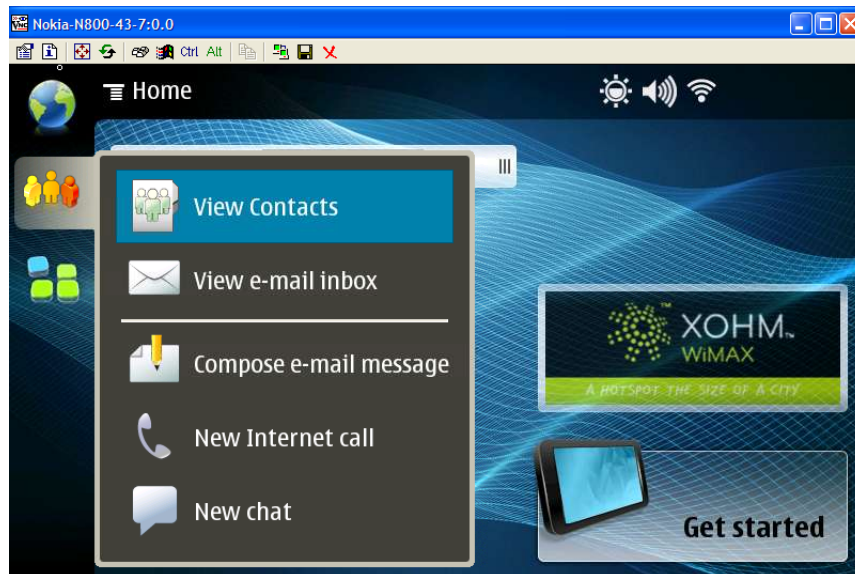 Nokia-N800-43-7:0.0
Ctrl Alt
Home
View Contacts
View e-mail inbox
Compose e-mail message
New Internet call
New chat
XOHM™
WiMAX
A HOTSPOT THE SIZE OF A CITY
Get started